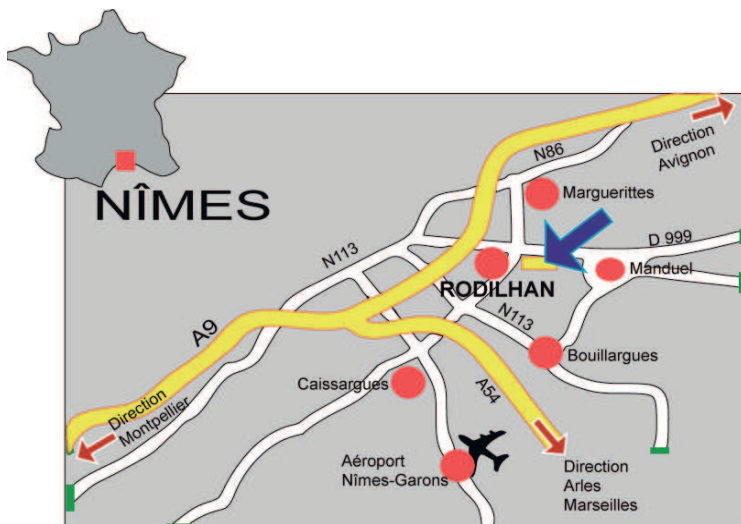 NÎMES
N86
Direction
Avignon
Marguerittes
N113
D 999
Manduel
RODILHAN
N113
A9
Bouillargues
Caissargues
A54
Direction
Montpellier
Aéroport
Nîmes-Garons
Direction
Arles
Marseilles